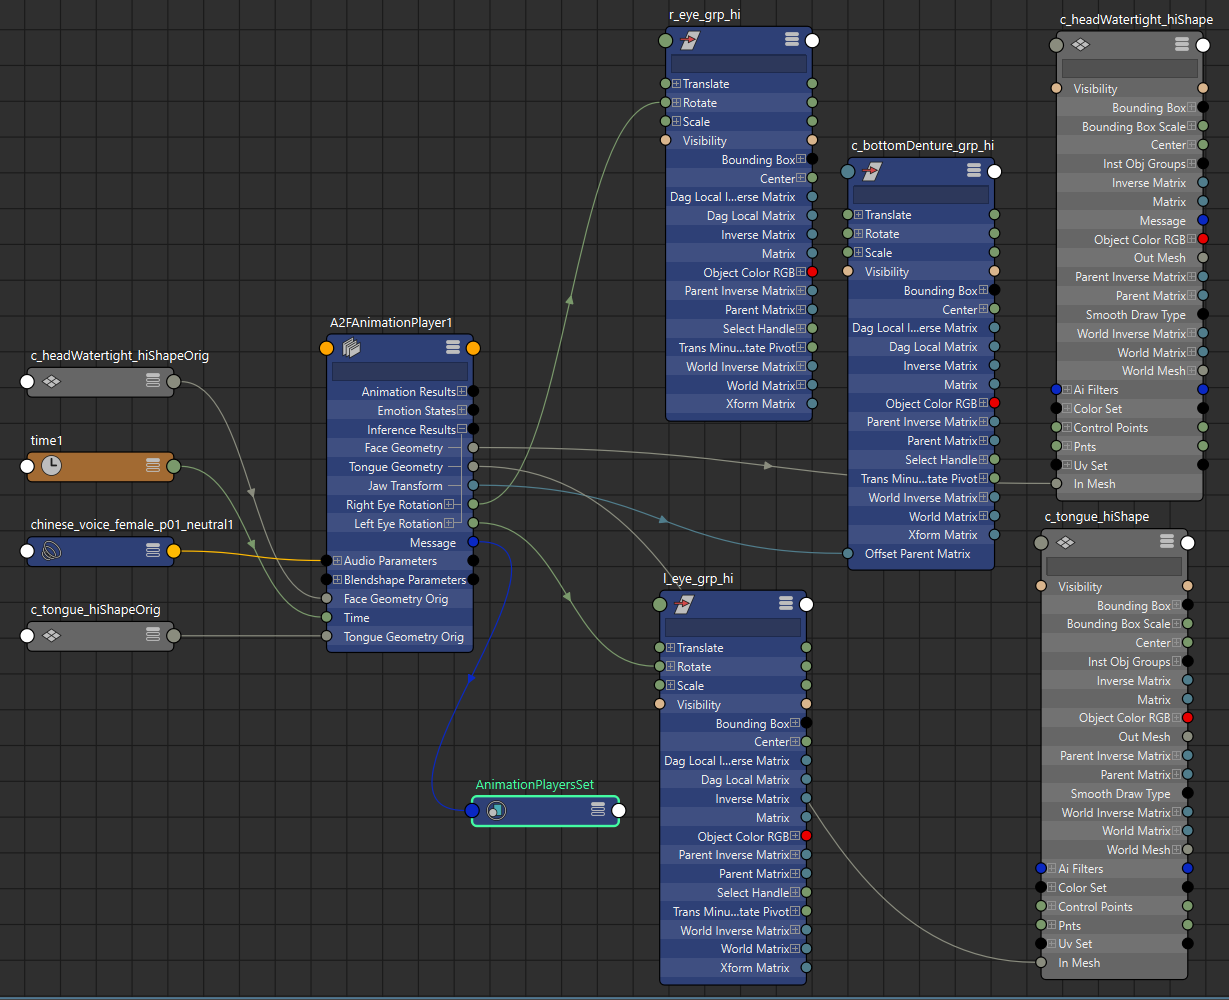 c_headWatertight_hiShapeOrig
time1
chinese_voice_female_p01_neutral1
c_tongue_hiShapeOrig
A2FAnimationPlayer1
Animation Results
Emotion States
Inference Results
Face Geometry
Tongue Geometry
Jaw Transform
Right Eye Rotation
Left Eye Rotation
Message
Audio Parameters
Blendshape Parameters
Face Geometry Orig
Time
Tongue Geometry Orig
AnimationPlayersSet
r_eye_grp_hi
Translate
Rotate
Scale
Visibility
Bounding Box
Center
Dag Local I...erse Matrix
Dag Local Matrix
Inverse Matrix
Matrix
Object Color RGB
Parent Inverse Matrix
Parent Matrix
Select Handle
Trans Minu...tate Pivot
World Inverse Matrix
World Matrix
Xform Matrix
l_eye_grp_hi
Translate
Rotate
Scale
Visibility
Bounding Box
Center
Dag Local I...erse Matrix
Dag Local Matrix
Inverse Matrix
Matrix
Object Color RGB
Parent Inverse Matrix
Parent Matrix
Select Handle
Trans Minu...tate Pivot
World Inverse Matrix
World Matrix
Xform Matrix
c_bottomDenture_grp_hi
Translate
Rotate
Scale
Visibility
Bounding Box
Center
Dag Local I...erse Matrix
Dag Local Matrix
Inverse Matrix
Matrix
Object Color RGB
Parent Inverse Matrix
Parent Matrix
Select Handle
Trans Minu...tate Pivot
World Inverse Matrix
World Matrix
Xform Matrix
Offset Parent Matrix
c_headWatertight_hiShape
Visibility
Bounding Box
Bounding Box Scale
Center
Inst Obj Groups
Inverse Matrix
Matrix
Message
Object Color RGB
Out Mesh
Parent Inverse Matrix
Parent Matrix
Smooth Draw Type
World Inverse Matrix
World Matrix
World Mesh
Ai Filters
Color Set
Control Points
Pnts
Uv Set
In Mesh
c_tongue_hiShape
Visibility
Bounding Box
Bounding Box Scale
Center
Inst Obj Groups
Inverse Matrix
Matrix
Object Color RGB
Out Mesh
Parent Inverse Matrix
Parent Matrix
Smooth Draw Type
World Inverse Matrix
World Matrix
World Mesh
Ai Filters
Color Set
Control Points
Pnts
Uv Set
In Mesh